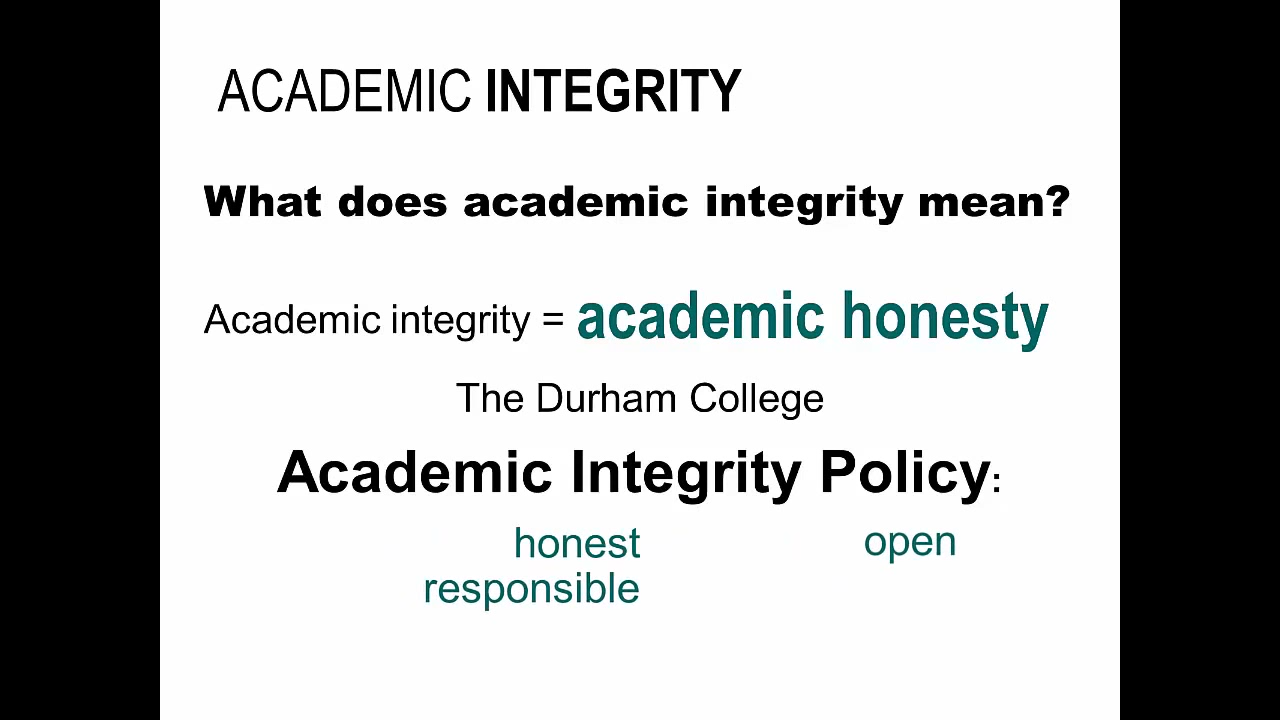 ACADEMIC INTEGRITY
What does academic integrity mean?
Academic integrity = academic honesty
The Durham College
Academic Integrity Policy:
honest open
responsible